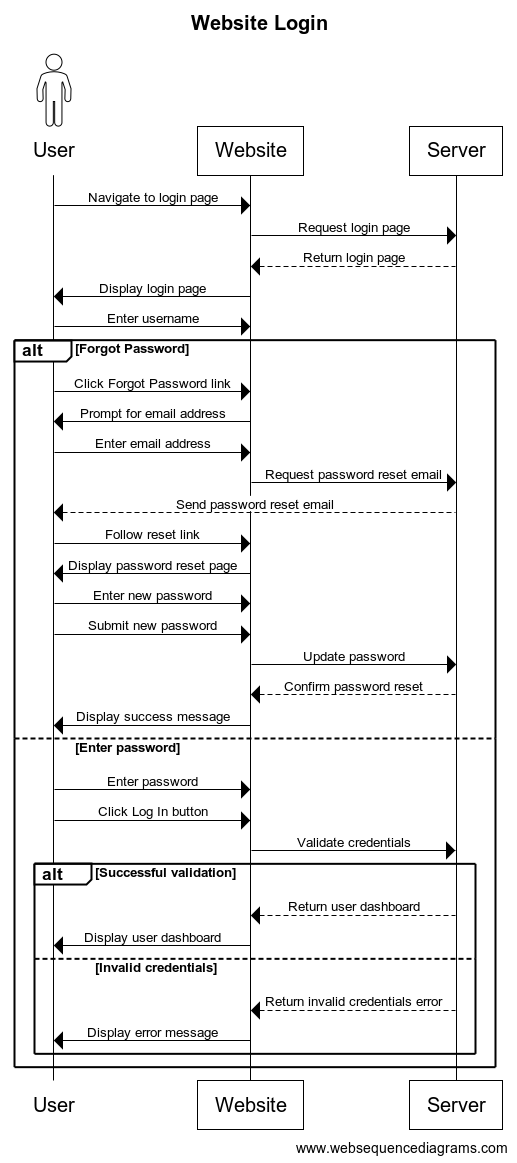 Website Login
User
Website
Server
Navigate to login page
Request login page
Return login page
Display login page
Enter username
alt
[Forgot Password]
Click Forgot Password link
Prompt for email address
Enter email address
Request password reset email
Send password reset email
Follow reset link
Display password reset page
Enter new password
Submit new password
Update password
Confirm password reset
Display success message
[Enter password]
Enter password
Click Log In button
Validate credentials
alt
[Successful validation]
Return user dashboard
Display user dashboard
[Invalid credentials]
Return invalid credentials error
Display error message
User
Website
Server
www.websequencediagrams.com